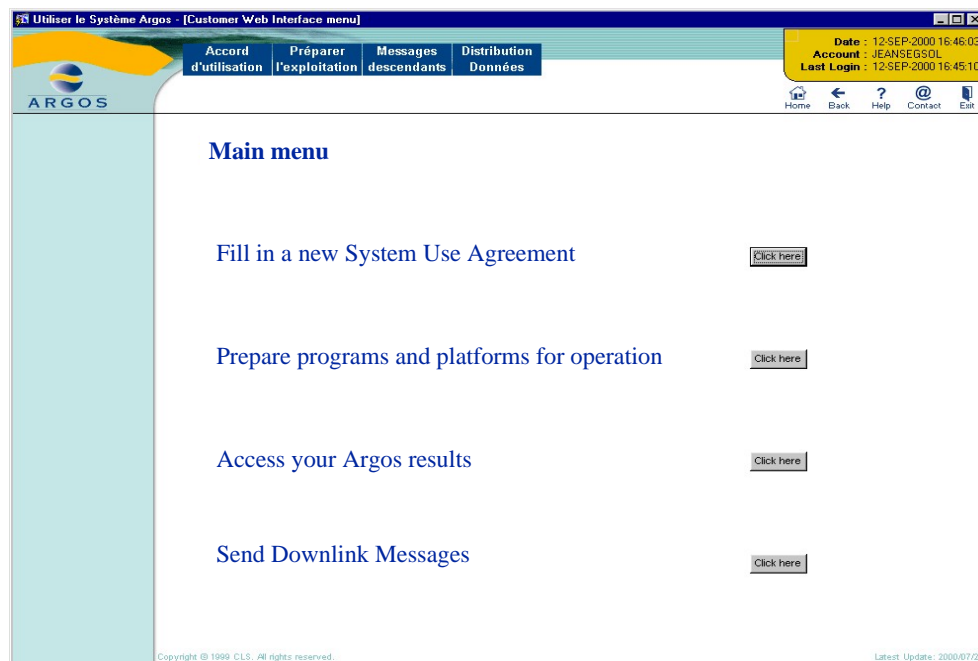 Utiliser le Système Argos - [Customer Web Interface menu]
Accord d'utilisation
Préparer l'exploitation
Messages descendants
Distribution Données
Date : 12-SEP-2000 16:46:03
Account : JEANSEGSOL
Last Login : 12-SEP-2000 16:45:10
ARGOS
Home Back Help Contact Exit
Main menu
Fill in a new System Use Agreement Click here
Prepare programs and platforms for operation Click here
Access your Argos results Click here
Send Downlink Messages Click here
Copyright @ 1999 CLS. All rights reserved. Latest Update: 2000/07/2